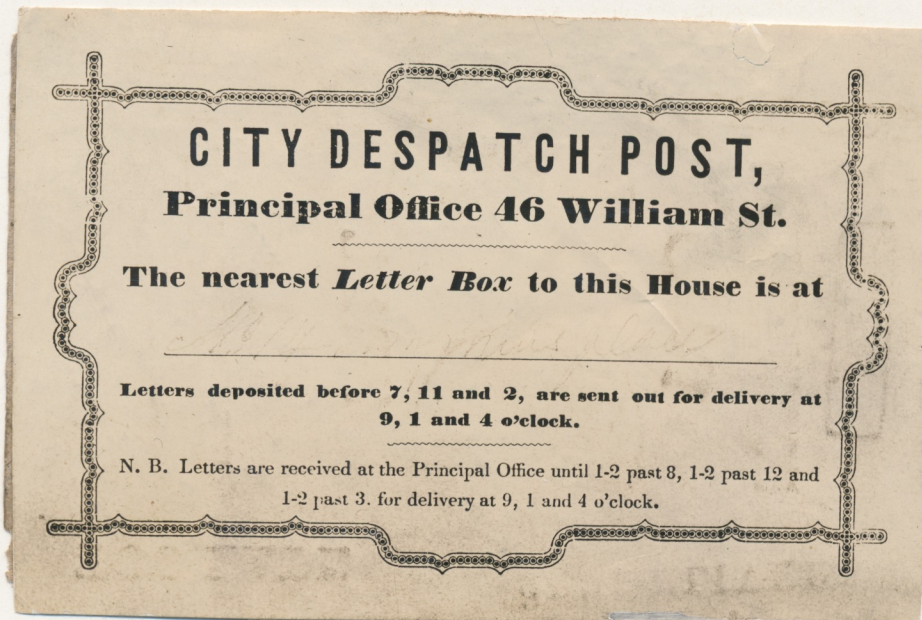 CITY DESPATCH POST,
Principal Office 46 William St.
The nearest Letter Box to this House is at
Letters deposited before 7, 11 and 2, are sent out for delivery at
9, 1 and 4 o'clock.
N. B. Letters are received at the Principal Office until 1-2 past 8, 1-2 past 12 and
1-2 past 3. for delivery at 9, 1 and 4 o'clock.